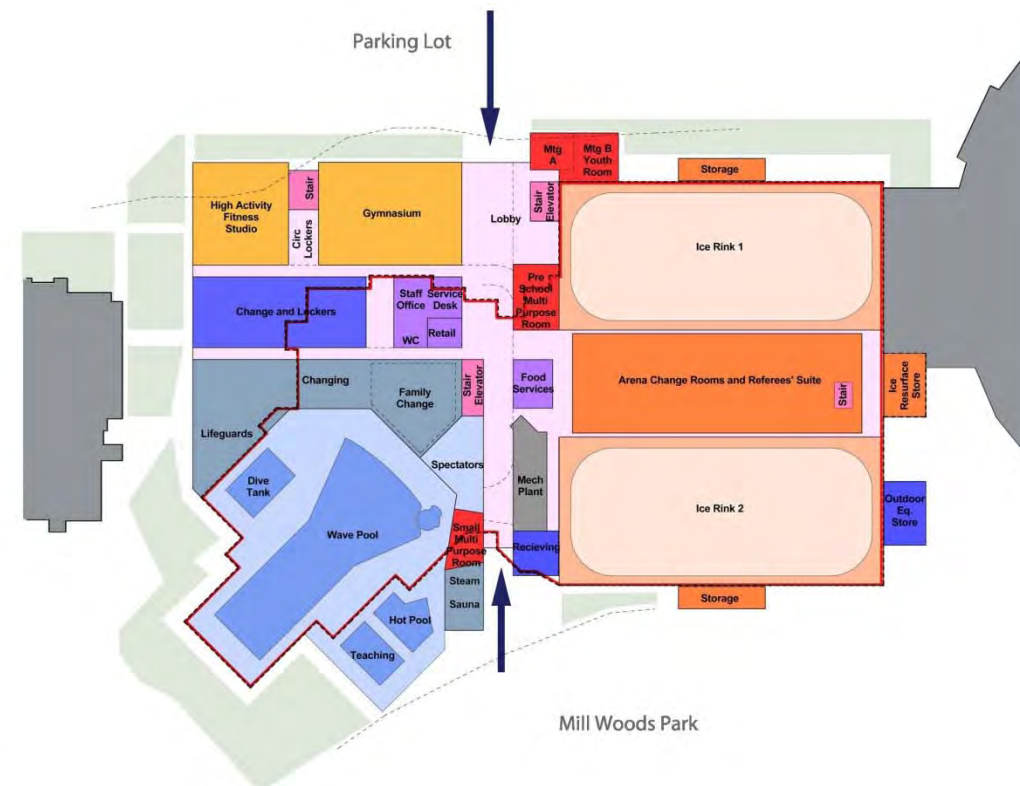 Parking Lot
Mtg
A
Mtg B
Youth
Room
Storage
High Activity
Fitness
Studio
Stair
Circ
Lockers
Gymnasium
Lobby
Stair
Elevator
Ice Rink 1
Pre
School
Multi
Purpose
Room
Change and Lockers
Staff
Office
Service
Desk
WC
Retail
Changing
Family
Change
Stair
Elevator
Food
Services
Arena Change Rooms and Referees' Suite
Stair
Ice
Resurface
Store
Lifeguards
Spectators
Dive
Tank
Wave Pool
Mech
Plant
Ice Rink 2
Outdoor
Eq.
Store
Small
Multi
Purpose
Room
Recieving
Steam
Sauna
Storage
Hot Pool
Teaching
Mill Woods Park